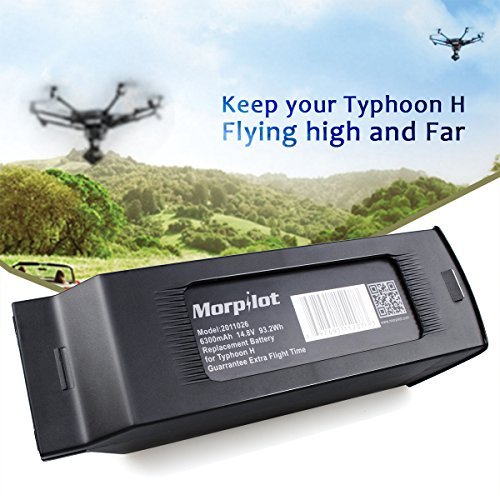 Keep your Typhoon H
Flying high and Far
Morpilot
Model:2011026
6300mAh 14.8V 93.2Wh
Replacement Battery
for Typhoon H
Guarrantee Extra Flight Time